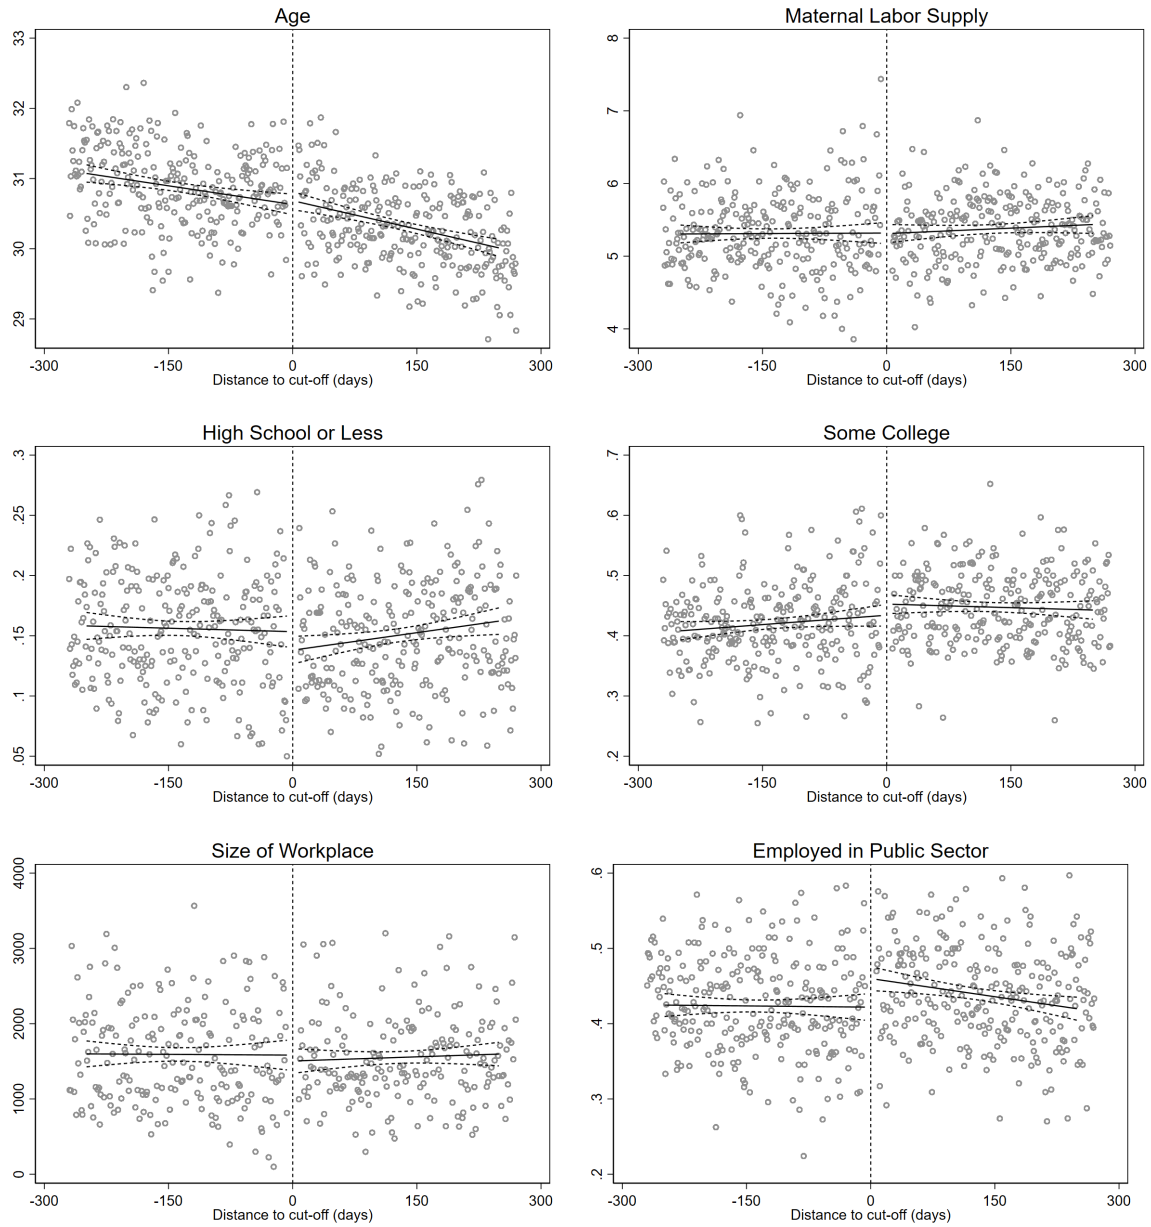 Age
33
32
31
30
29
-300 -150 0 150 300
Distance to cut-off (days)
Maternal Labor Supply
8
7
6
5
4
-300 -150 0 150 300
Distance to cut-off (days)
High School or Less
.3
.25
.2
.15
.1
.05
-300 -150 0 150 300
Distance to cut-off (days)
Some College
.7
.6
.5
.4
.3
.2
-300 -150 0 150 300
Distance to cut-off (days)
Size of Workplace
4000
3000
2000
1000
0
-300 -150 0 150 300
Distance to cut-off (days)
Employed in Public Sector
.6
.5
.4
.3
.2
-300 -150 0 150 300
Distance to cut-off (days)